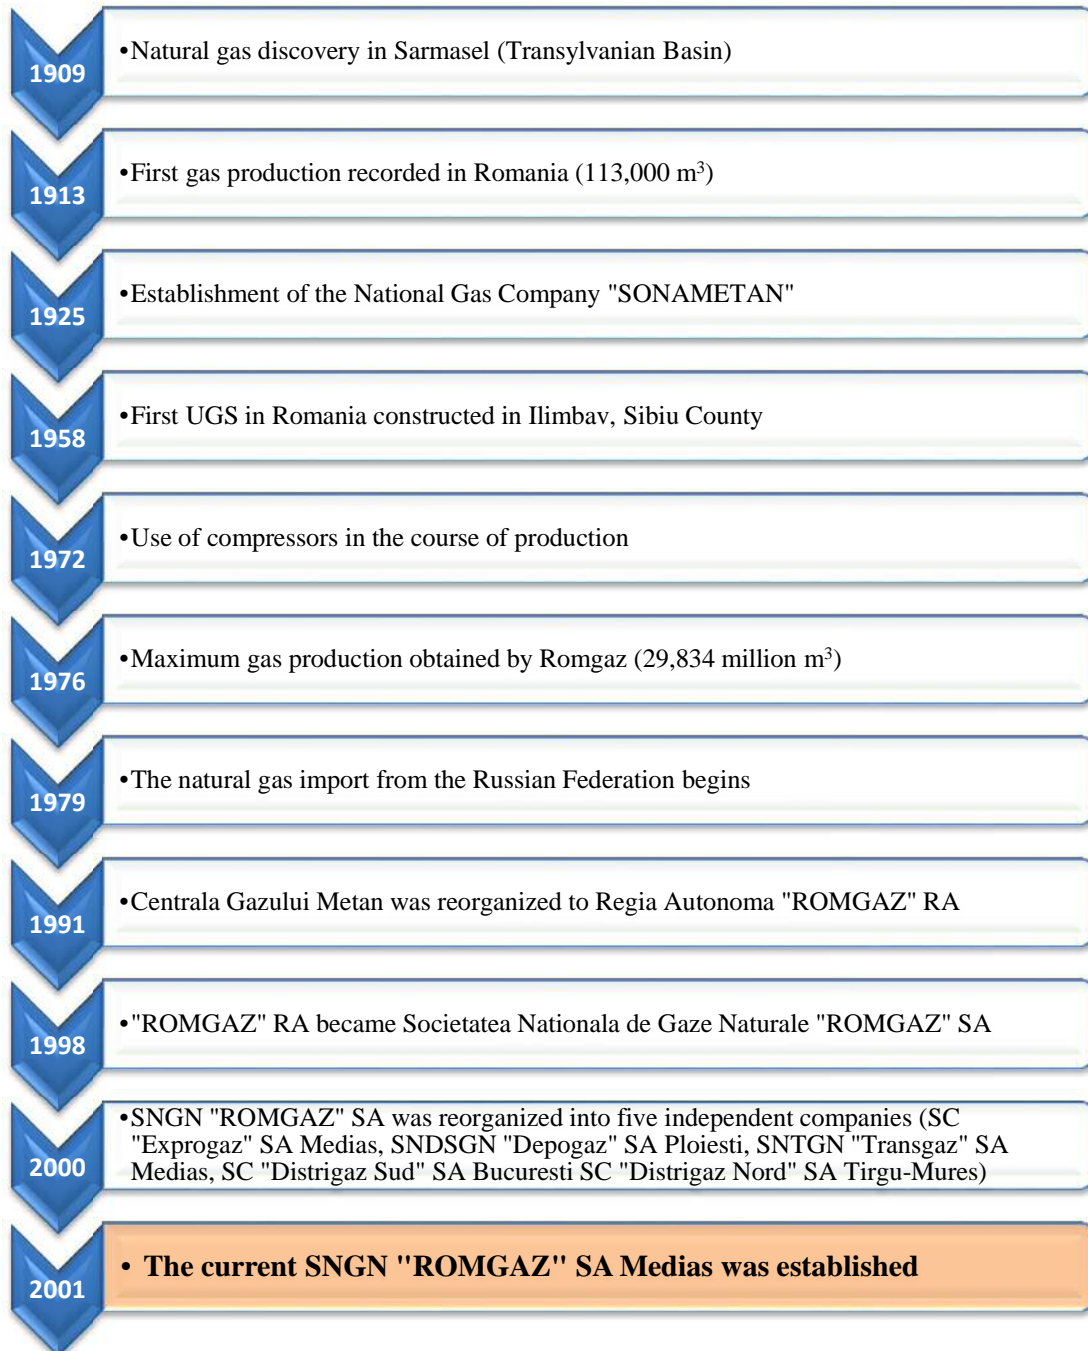 1909
•Natural gas discovery in Sarmasel (Transylvanian Basin)
1913
•First gas production recorded in Romania (113,000 m³)
1925
•Establishment of the National Gas Company "SONAMETAN"
1958
•First UGS in Romania constructed in Ilimbav, Sibiu County
1972
•Use of compressors in the course of production
1976
•Maximum gas production obtained by Romgaz (29,834 million m³)
1979
•The natural gas import from the Russian Federation begins
1991
•Centrala Gazului Metan was reorganized to Regia Autonoma "ROMGAZ" RA
1998
•"ROMGAZ" RA became Societatea Nationala de Gaze Naturale "ROMGAZ" SA
2000
•SNGN "ROMGAZ" SA was reorganized into five independent companies (SC
"Exprogaz" SA Medias, SNDSGN "Depogaz" SA Ploiesti, SNTGN "Transgaz" SA
Medias, SC "Distrigaz Sud" SA Bucuresti SC "Distrigaz Nord" SA Tirgu-Mures)
2001
• The current SNGN "ROMGAZ" SA Medias was established